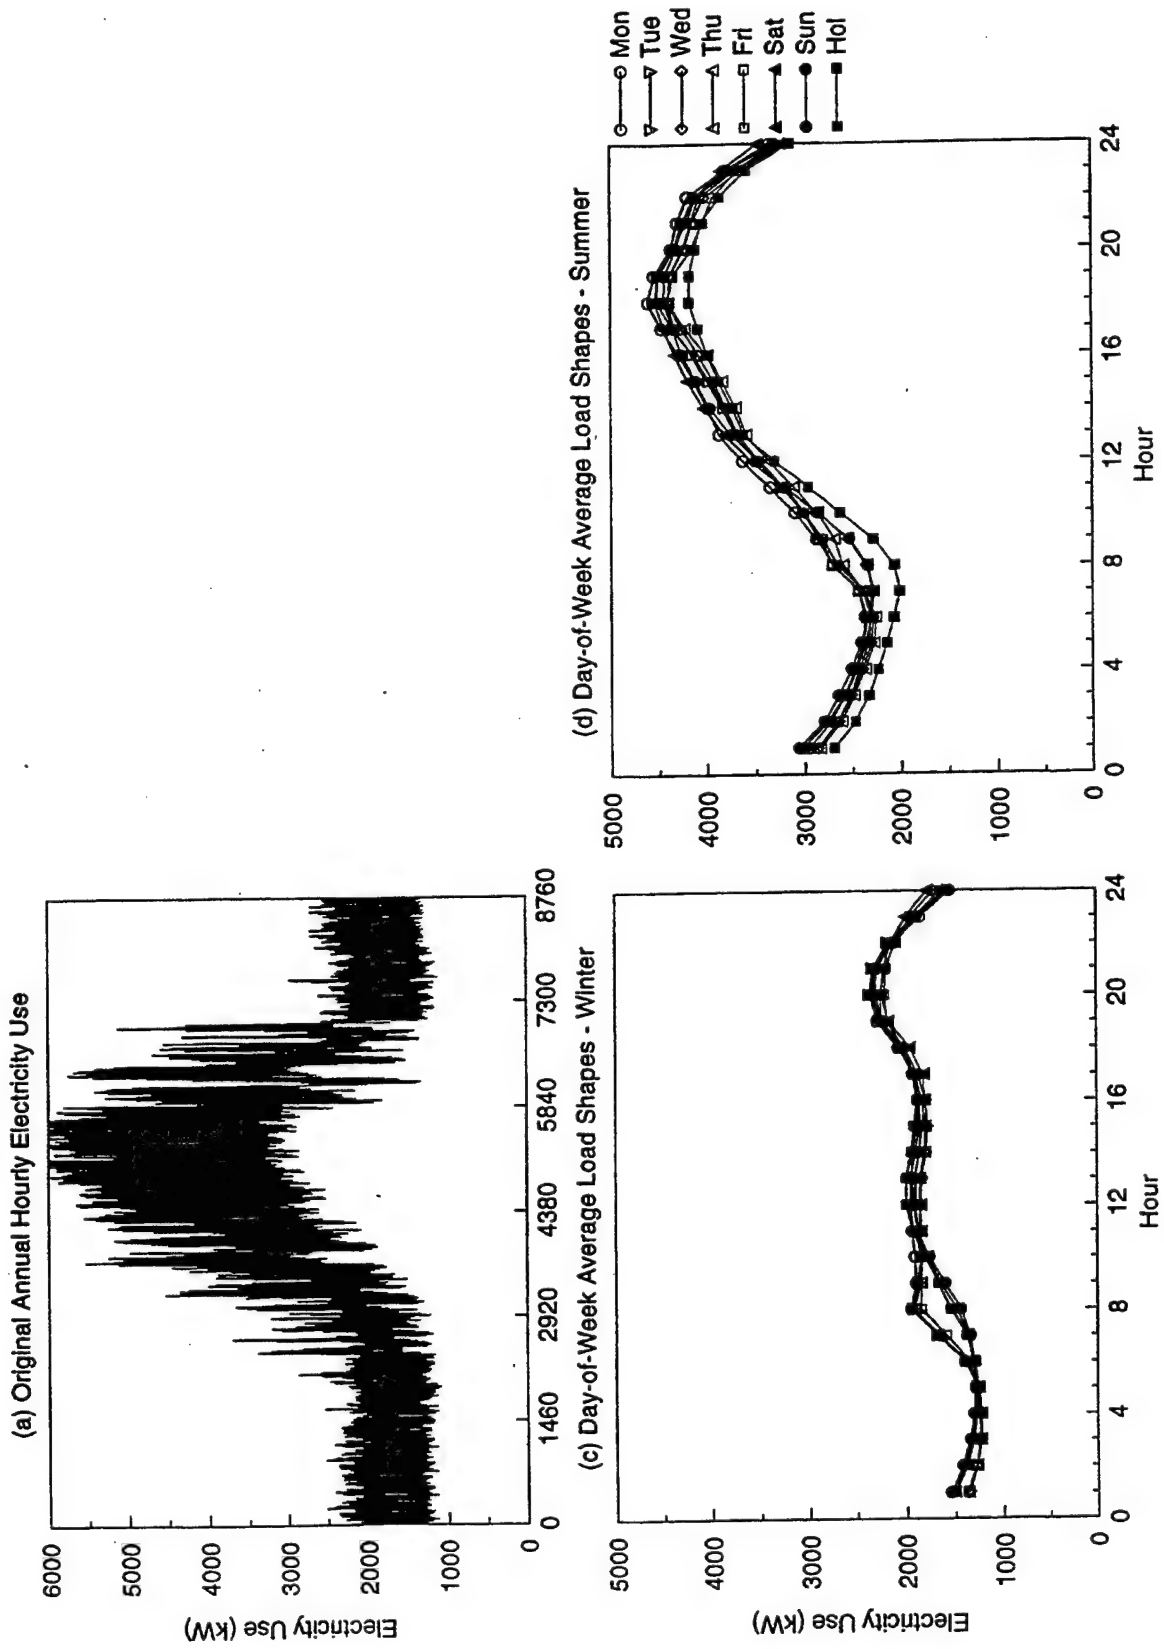 (a) Original Annual Hourly Electricity Use
6000
5000
4000
3000
2000
1000
Electricity Use (kW)
0 1460 2920 4380 5840 7300 8760
(c) Day-of-Week Average Load Shapes - Winter
5000
4000
3000
2000
1000
0
Electricity Use (kW)
0 4 8 12 16 20 24
Hour
(d) Day-of-Week Average Load Shapes - Summer
5000
4000
3000
2000
1000
0
0 4 8 12 16 20 24
Hour
Mon
Tue
Wed
Thu
Fri
Sat
Sun
Hol